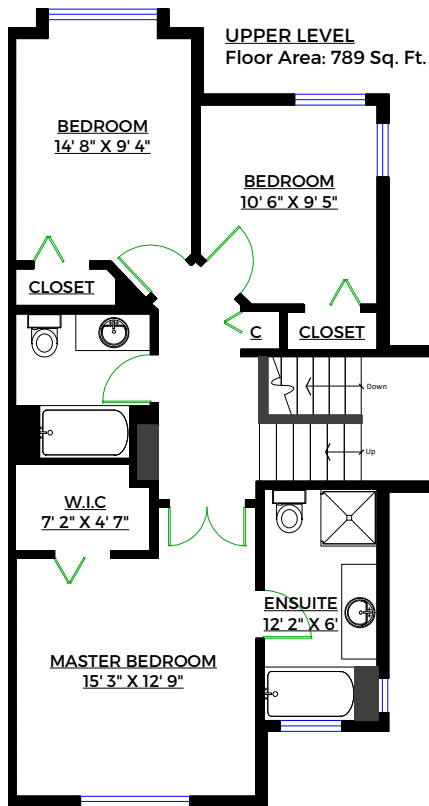 UPPER LEVEL
Floor Area: 789 Sq. Ft.
BEDROOM
14' 8" X 9' 4"
BEDROOM
10' 6" X 9' 5"
CLOSET
C
CLOSET
Down
Up
W.I.C
7' 2" X 4' 7"
ENSUITE
12' 2" X 6'
MASTER BEDROOM
15' 3" X 12' 9"